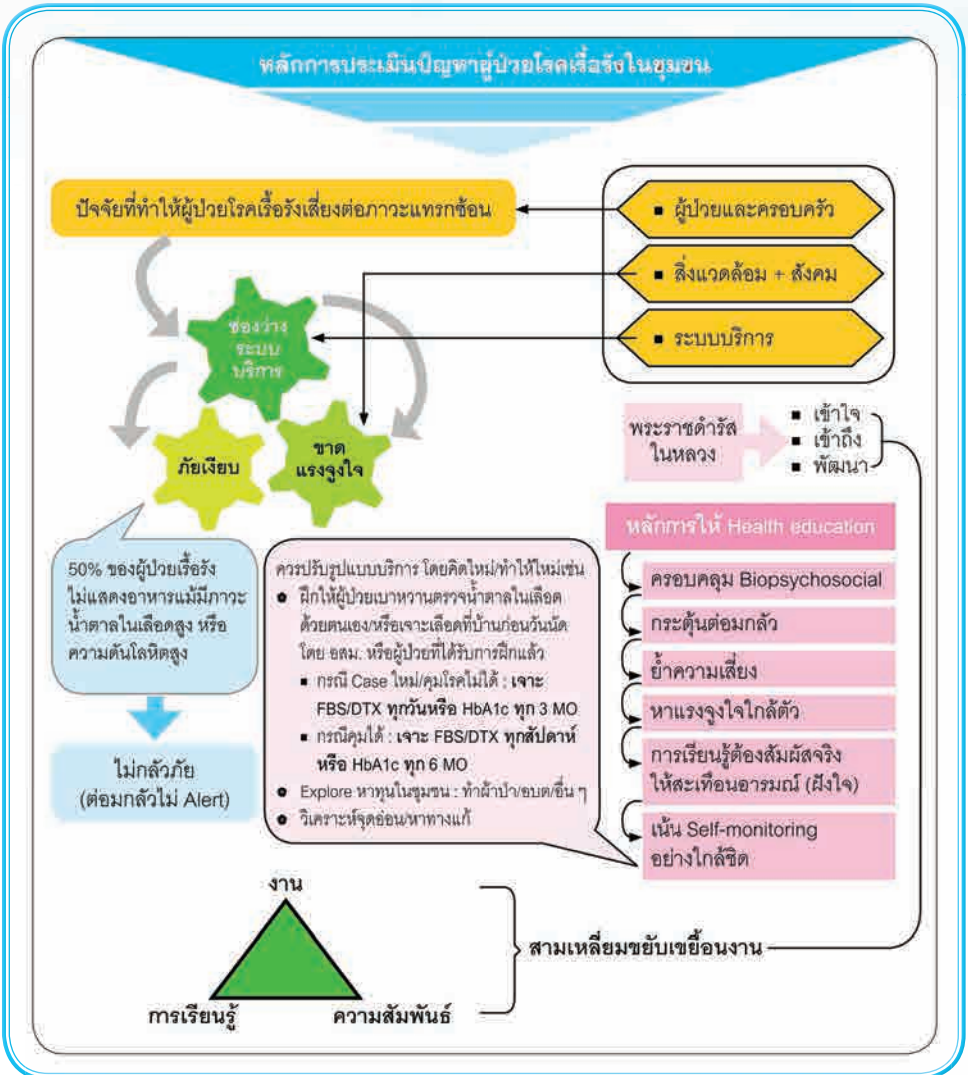 หลักการประเมินปัญหาผู้ป่วยโรคเรื้อรังในชุมชน
ปัจจัยที่ทำให้ผู้ป่วยโรคเรื้อรังเสี่ยงต่อภาวะแทรกซ้อน
■ ผู้ป่วยและครอบครัว
■ สิ่งแวดล้อม + สังคม
■ ระบบบริการ
ช่องว่าง
ระบบ
บริการ
ภัยเงียบ
ขาด
แรงจูงใจ
พระราชดำรัส
ในหลวง
■ เข้าใจ
■ เข้าถึง
■ พัฒนา
50% ของผู้ป่วยเรื้อรัง
ไม่แสดงอาหารแม้มีภาวะ
น้ำตาลในเลือดสูง หรือ
ความดันโลหิตสูง
ไม่กลัวภัย
(ต่อมกลัวไม่ Alert)
ควรปรับรูปแบบบริการ โดยคิดใหม่/ทำให้ใหม่เช่น
ฝึกให้ผู้ป่วยเบาหวานตรวจน้ำตาลในเลือด
ด้วยตนเอง/หรือเจาะเลือดที่บ้านก่อนวันนัด
โดย อสม. หรือผู้ป่วยที่ได้รับการฝึกแล้ว
■ กรณี Case ใหม่/คุมโรคไม่ได้ : เจาะ
FBS/DTX ทุกวันหรือ HbA1c ทุก 3 MO
■ กรณีคุมได้ : เจาะ FBS/DTX ทุกสัปดาห์
หรือ HbA1c ทุก 6 MO
Explore หาทุนในชุมชน : ทำผ้าป่า/อบต/อื่น ๆ
วิเคราะห์จุดอ่อน/หาทางแก้
หลักการให้ Health education
ครอบคลุม Biopsychosocial
กระตุ้นต่อมกลัว
ย้ำความเสี่ยง
หาแรงจูงใจใกล้ตัว
การเรียนรู้ต้องสัมผัสจริง
ให้สะเทือนอารมณ์ (ฝังใจ)
เน้น Self-monitoring
อย่างใกล้ชิด
งาน
การเรียนรู้
ความสัมพันธ์
สามเหลี่ยมขยับเขยื้อนงาน